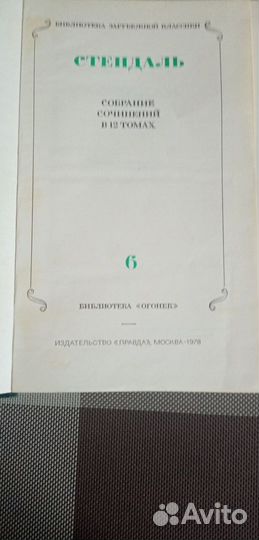 БИБЛИОТЕКА ЗАРУБЕЖНОЙ КЛАССИКИ
СТЕНДАЛЬ
СОБРАНИЕ
СОЧИНЕНИЙ
В 12 ТОМАХ
6
БИБЛИОТЕКА «ОГОНЕК»
ИЗДАТЕЛЬСТВО «ПРАВДА», МОСКВА·1978
Avito